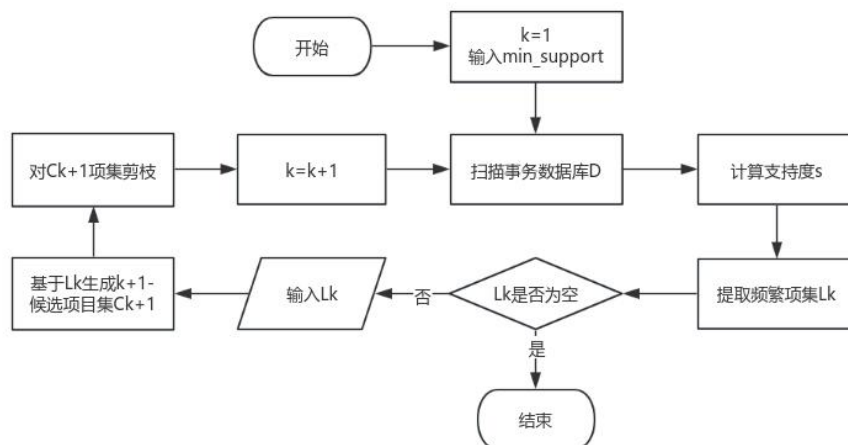 开始
k=1
输入min_support
对Ck+1项集剪枝
k=k+1
扫描事务数据库D
计算支持度s
基于Lk生成k+1-
候选项目集Ck+1
输入Lk
否
Lk是否为空
提取频繁项集Lk
是
结束